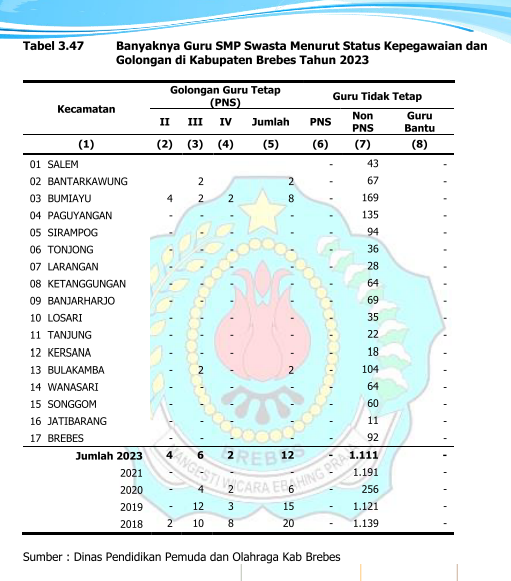 Tabel 3.47 Banyaknya Guru SMP Swasta Menurut Status Kepegawaian dan
Golongan di Kabupaten Brebes Tahun 2023
Kecamatan Golongan Guru Tetap (PNS) Guru Tidak Tetap
II III IV Jumlah PNS Non PNS Guru Bantu
(1) (2) (3) (4) (5) (6) (7) (8)
01 SALEM - 43 -
02 BANTARKAWUNG 2 2 - 67 -
03 BUMIAYU 4 2 2 8 - 169 -
04 PAGUYANGAN - - - - - 135 -
05 SIRAMPOG - - - - - 94 -
06 TONJONG - - - - - 36 -
07 LARANGAN - - - - - 28 -
08 KETANGGUNGAN - - - - - 64 -
09 BANJARHARJO - - - - - 69 -
10 LOSARI - - - - - 35 -
11 TANJUNG - - - - - 22 -
12 KERSANA - - - - - 18 -
13 BULAKAMBA - 2 - 2 - 104 -
14 WANASARI - - - - - 64 -
15 SONGGOM - - - - - 60 -
16 JATIBARANG - - - - - 11 -
17 BREBES - - - - - 92 -
Jumlah 2023 4 6 2 12 - 1.111 -
2021 - - - - - 1.191 -
2020 - 4 2 6 - 256 -
2019 - 12 3 15 - 1.121 -
2018 2 10 8 20 - 1.139 -
BREBES
Sumber : Dinas Pendidikan Pemuda dan Olahraga Kab Brebes